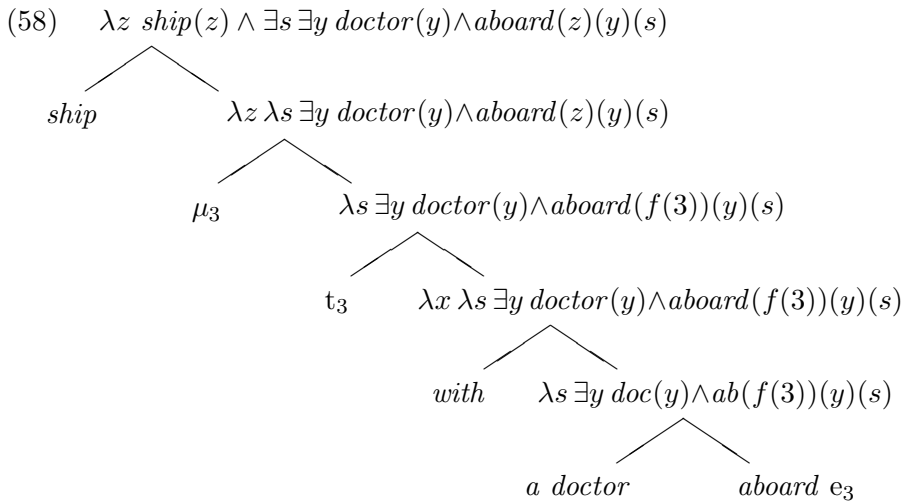 (58) λz ship(z) ∧ ∃s ∃y doctor(y)∧aboard(z)(y)(s)
ship λz λs ∃y doctor(y)∧aboard(z)(y)(s)
μ₃ λs ∃y doctor(y)∧aboard(f(3))(y)(s)
t₃ λx λs ∃y doctor(y)∧aboard(f(3))(y)(s)
with λs ∃y doc(y)∧ab(f(3))(y)(s)
a doctor aboard e₃